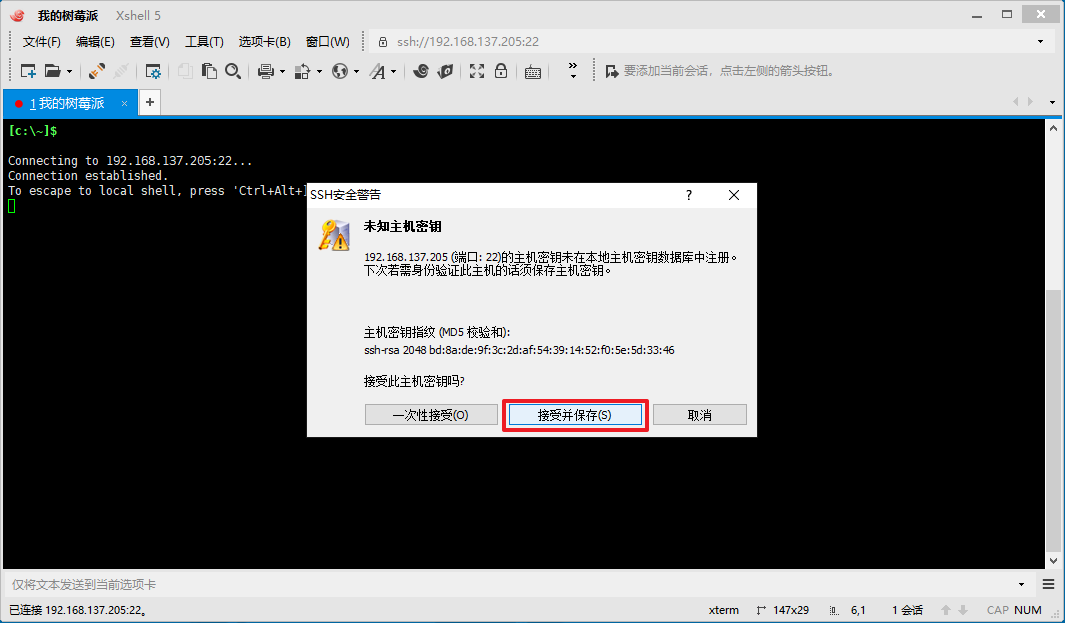 我的树莓派 Xshell 5
文件(F) 编辑(E) 查看(V) 工具(T) 选项卡(B) 窗口(W) ssh://192.168.137.205:22
要添加当前会话，点击左侧的箭头按钮。
1 我的树莓派 × +
[c:\~]$
Connecting to 192.168.137.205:22...
Connection established.
To escape to local shell, press 'Ctrl+Alt+]
SSH安全警告 ?
未知主机密钥
192.168.137.205 (端口: 22)的主机密钥未在本地主机密钥数据库中注册。
下次若需身份验证此主机的话须保存主机密钥。
主机密钥指纹 (MD5 校验和):
ssh-rsa 2048 bd:8a:de:9f:3c:2d:af:54:39:14:52:f0:5e:5d:33:46
接受此主机密钥吗?
一次性接受(O) 接受并保存(S) 取消
仅将文本发送到当前选项卡
已连接 192.168.137.205:22。 xterm 147x29 6,1 1 会话 CAP NUM